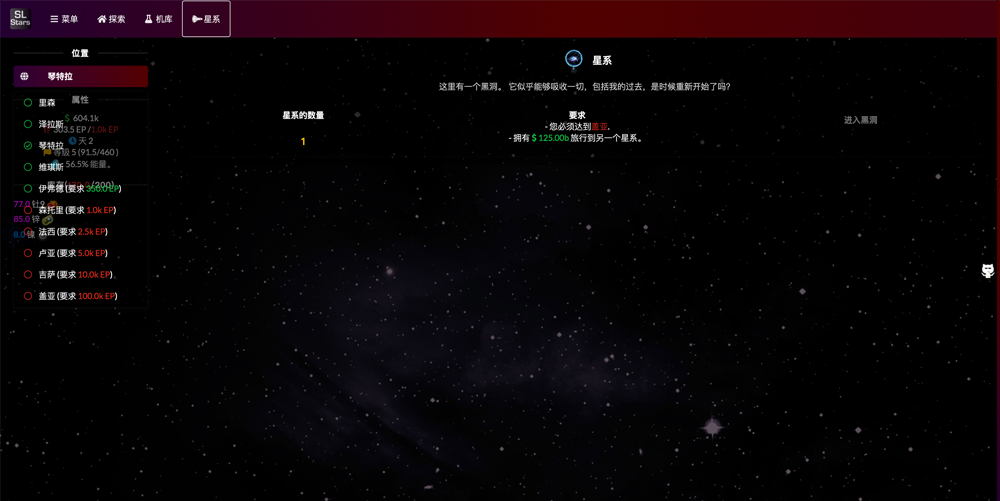 SL
Stars
菜单
探索
机库
星系
位置
琴特拉
属性
里森
$ 604.1k
泽拉斯
303.5 EP / 1.0k EP
天 2
琴特拉
等级 5 (91.5/460 )
56.5% 能量。
维琪斯
伊弗德 (要求 350.0 EP)
77.0 钍?
森托里 (要求 1.0k EP)
85.0 锌
法西 (要求 2.5k EP)
8.0 镍
卢亚 (要求 5.0k EP)
吉萨 (要求 10.0k EP)
盖亚 (要求 100.0k EP)
星系
这里有一个黑洞。 它似乎能够吸收一切，包括我的过去，是时候重新开始了吗?
星系的数量
1
要求
- 您必须达到盖亚.
- 拥有 $ 125.00b 旅行到另一个星系。
进入黑洞